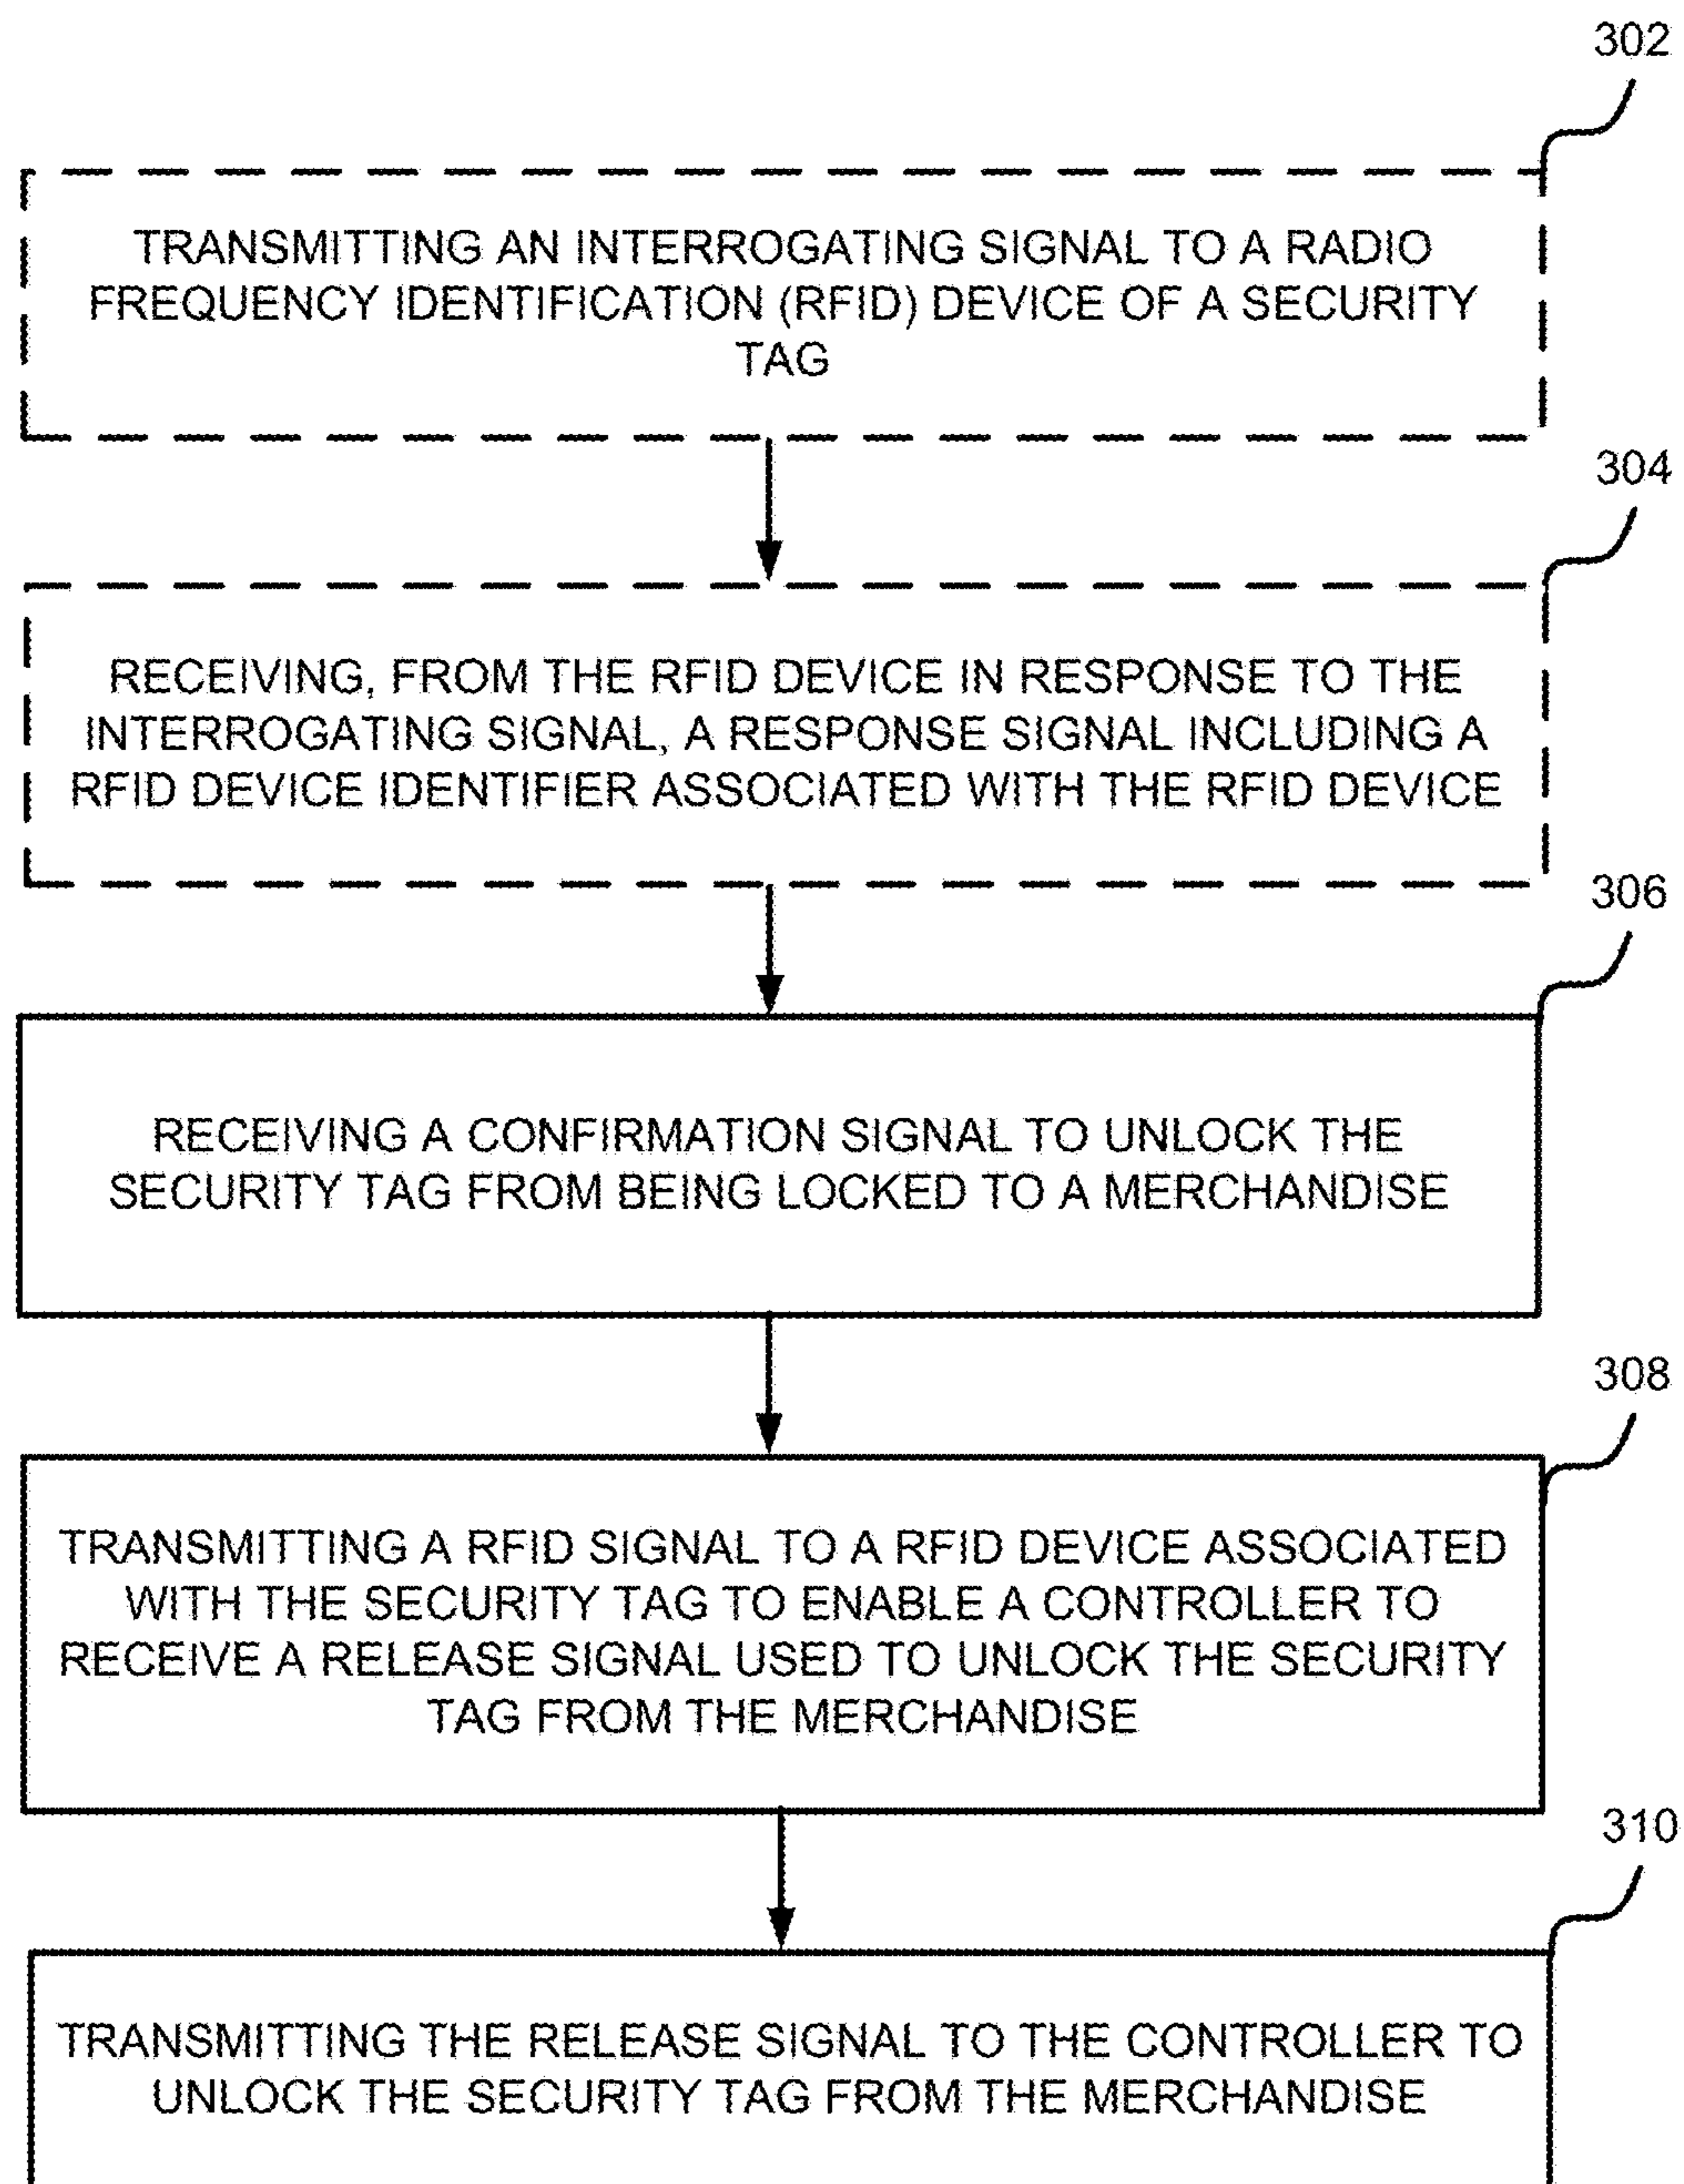 302
TRANSMITTING AN INTERROGATING SIGNAL TO A RADIO
FREQUENCY IDENTIFICATION (RFID) DEVICE OF A SECURITY
TAG
304
RECEIVING, FROM THE RFID DEVICE IN RESPONSE TO THE
INTERROGATING SIGNAL, A RESPONSE SIGNAL INCLUDING A
RFID DEVICE IDENTIFIER ASSOCIATED WITH THE RFID DEVICE
306
RECEIVING A CONFIRMATION SIGNAL TO UNLOCK THE
SECURITY TAG FROM BEING LOCKED TO A MERCHANDISE
308
TRANSMITTING A RFID SIGNAL TO A RFID DEVICE ASSOCIATED
WITH THE SECURITY TAG TO ENABLE A CONTROLLER TO
RECEIVE A RELEASE SIGNAL USED TO UNLOCK THE SECURITY
TAG FROM THE MERCHANDISE
310
TRANSMITTING THE RELEASE SIGNAL TO THE CONTROLLER TO
UNLOCK THE SECURITY TAG FROM THE MERCHANDISE